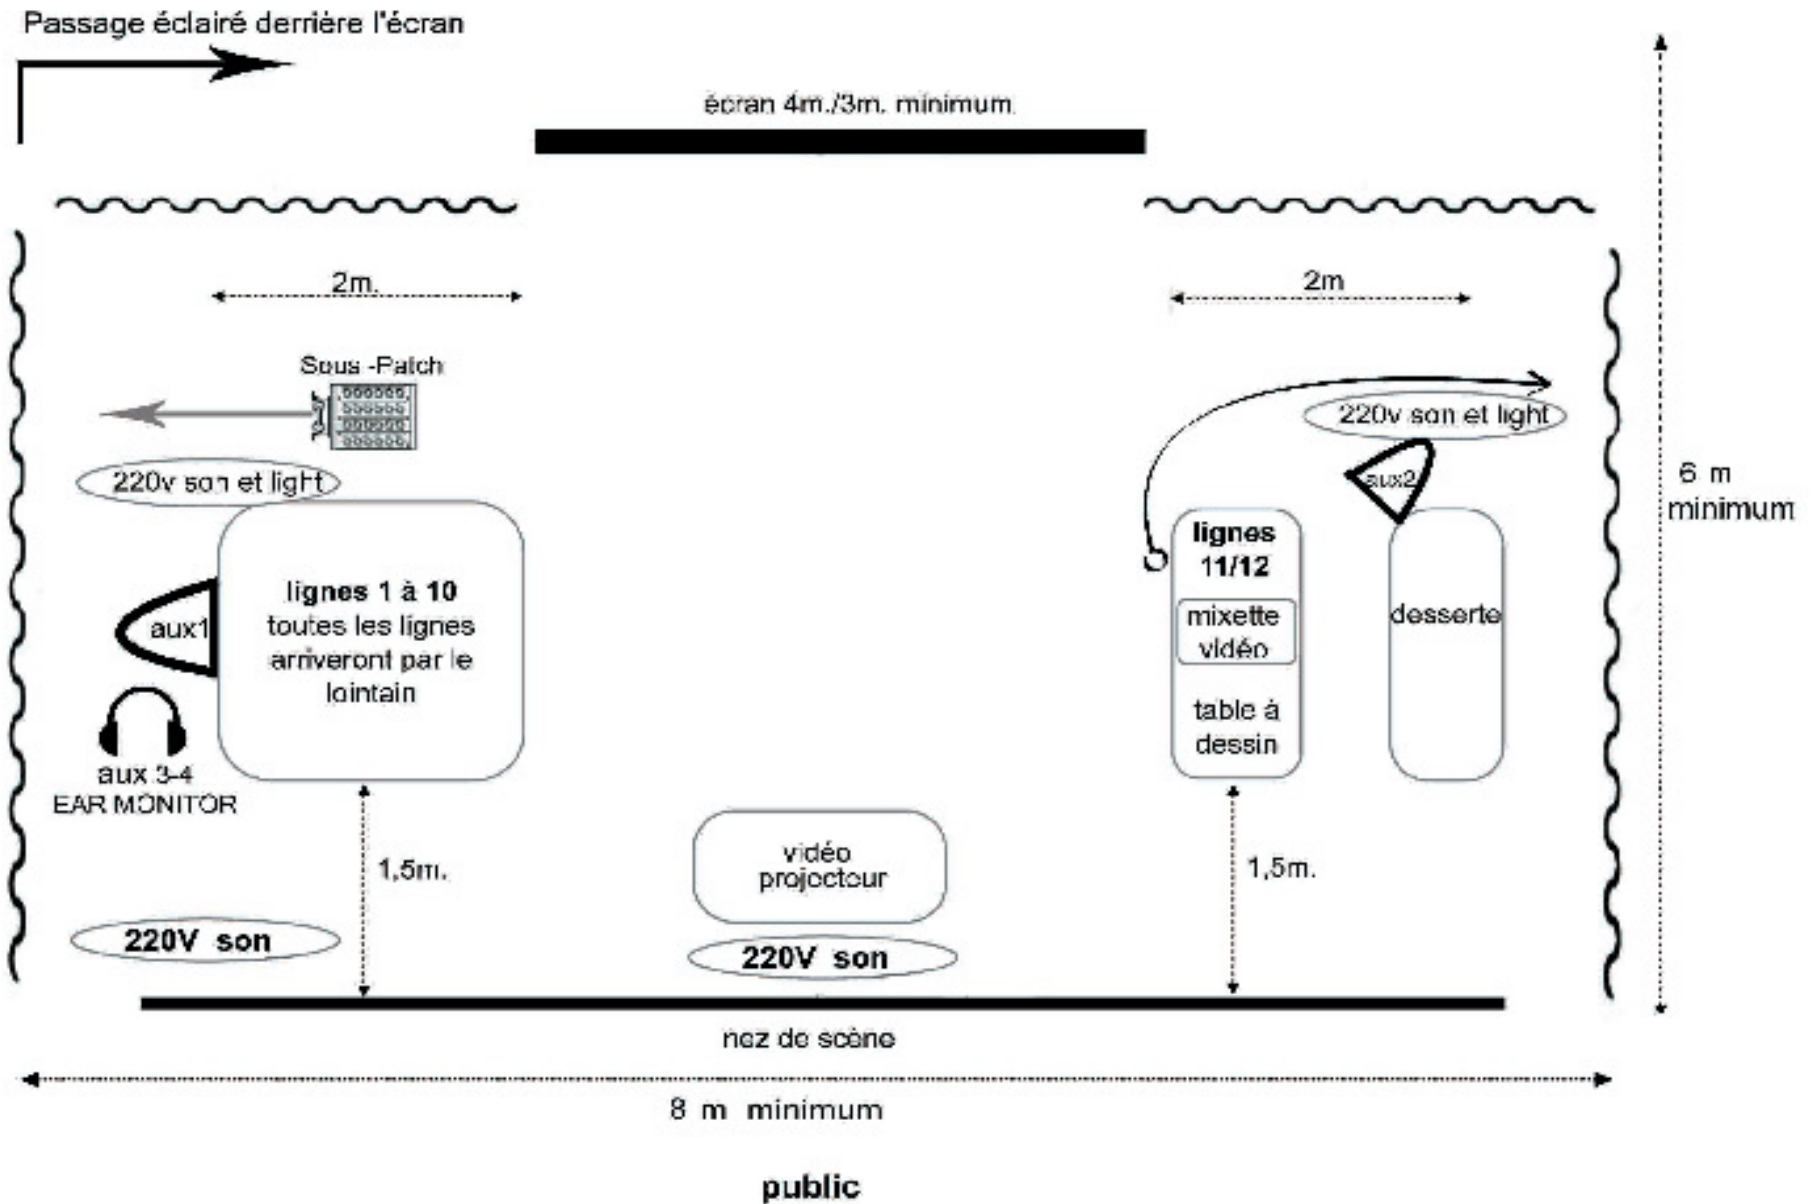 Passage éclairé derrière l'écran
écran 4m./3m. minimum
2m.
2m
Sous -Patch
220v son et light
220v son et light
aux2
6 m
minimum
lignes 1 à 10
toutes les lignes
arriveront par le
lointain
aux1
lignes
11/12
mixette
vidéo
table à
dessin
desserte
aux 3-4
EAR MONITOR
1,5m.
vidéo
projecteur
1,5m.
220V son
220V son
nez de scène
8 m minimum
public